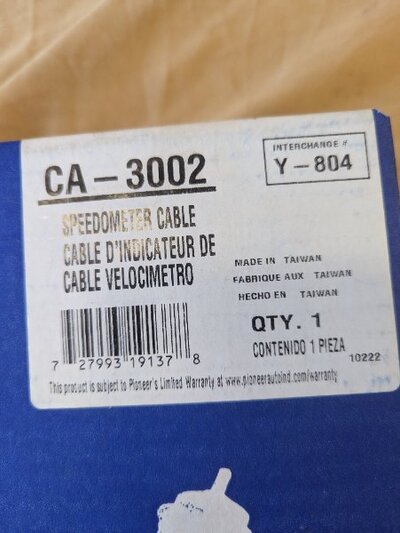 CA-3002
INTERCHANGE #
Y-804
SPEEDOMETER CABLE
CABLE D'INDICATEUR DE
CABLE VELOCIMETRO
MADE IN TAIWAN
FABRIQUE AUX TAIWAN
HECHO EN TAIWAN
QTY. 1
CONTENIDO 1 PIEZA
10222
7 27993 19137 8
This product is subject to Pioneer's Limited Warranty at www.pioneerautoind.com/warranty